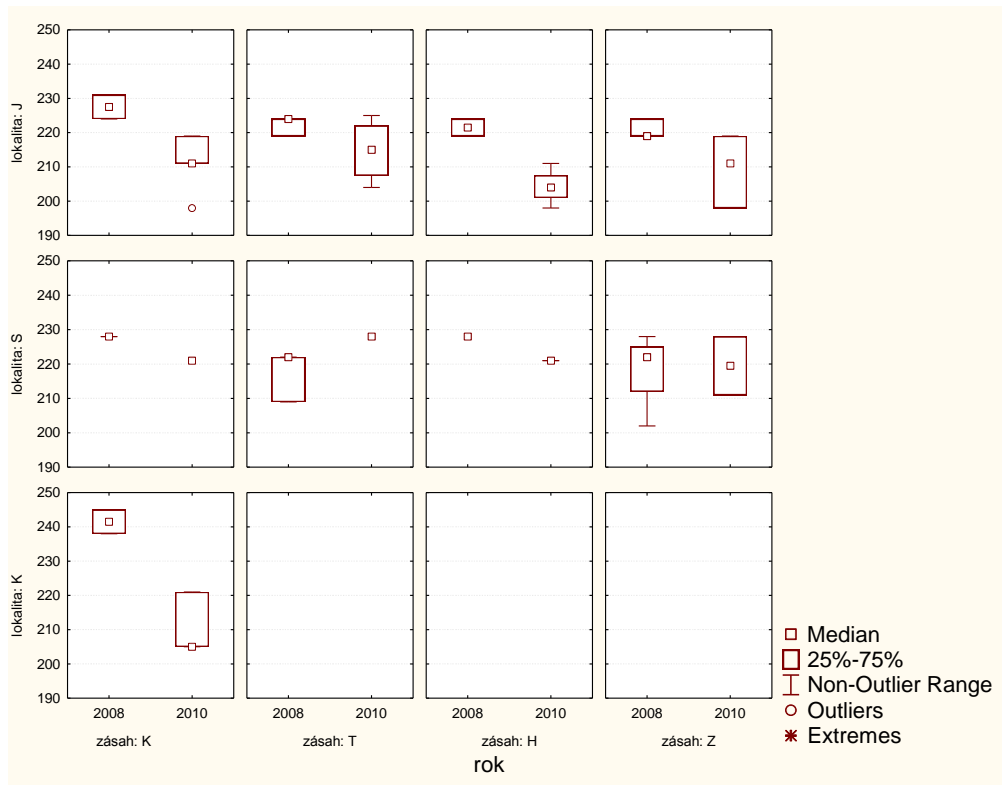 250
240
230
220
210
200
190
lokalita: J
250
240
230
220
210
200
190
lokalita: S
250
240
230
220
210
200
190
lokalita: K
2008 2010 2008 2010 2008 2010 2008 2010
zásah: K zásah: T zásah: H zásah: Z
rok
Median
25%-75%
Non-Outlier Range
Outliers
Extremes